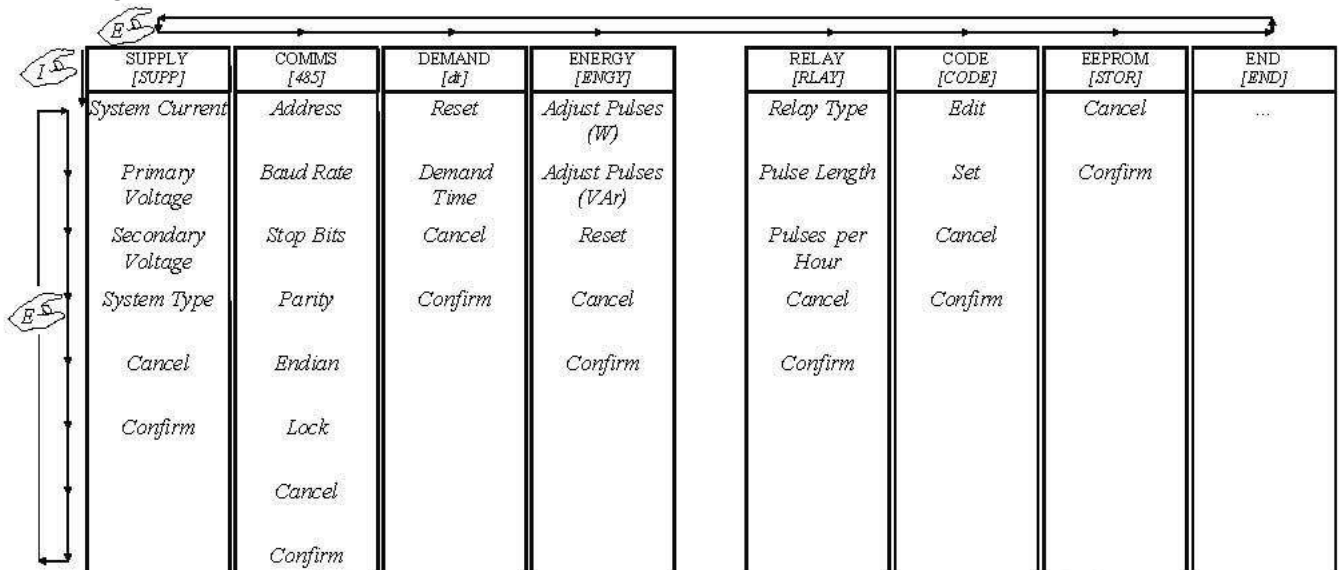 E
I
SUPPLY
[SUPP]
System Current
Primary
Voltage
Secondary
Voltage
System Type
Cancel
Confirm
COMMS
[485]
Address
Baud Rate
Stop Bits
Parity
Endian
Lock
Cancel
Confirm
DEMAND
[dt]
Reset
Demand
Time
Cancel
Confirm
ENERGY
[ENGY]
Adjust Pulses
(W)
Adjust Pulses
(VAr)
Reset
Cancel
Confirm
RELAY
[RLAY]
Relay Type
Pulse Length
Pulses per
Hour
Cancel
Confirm
CODE
[CODE]
Edit
Set
Cancel
Confirm
EEPROM
[STOR]
Cancel
Confirm
END
[END]
...
E